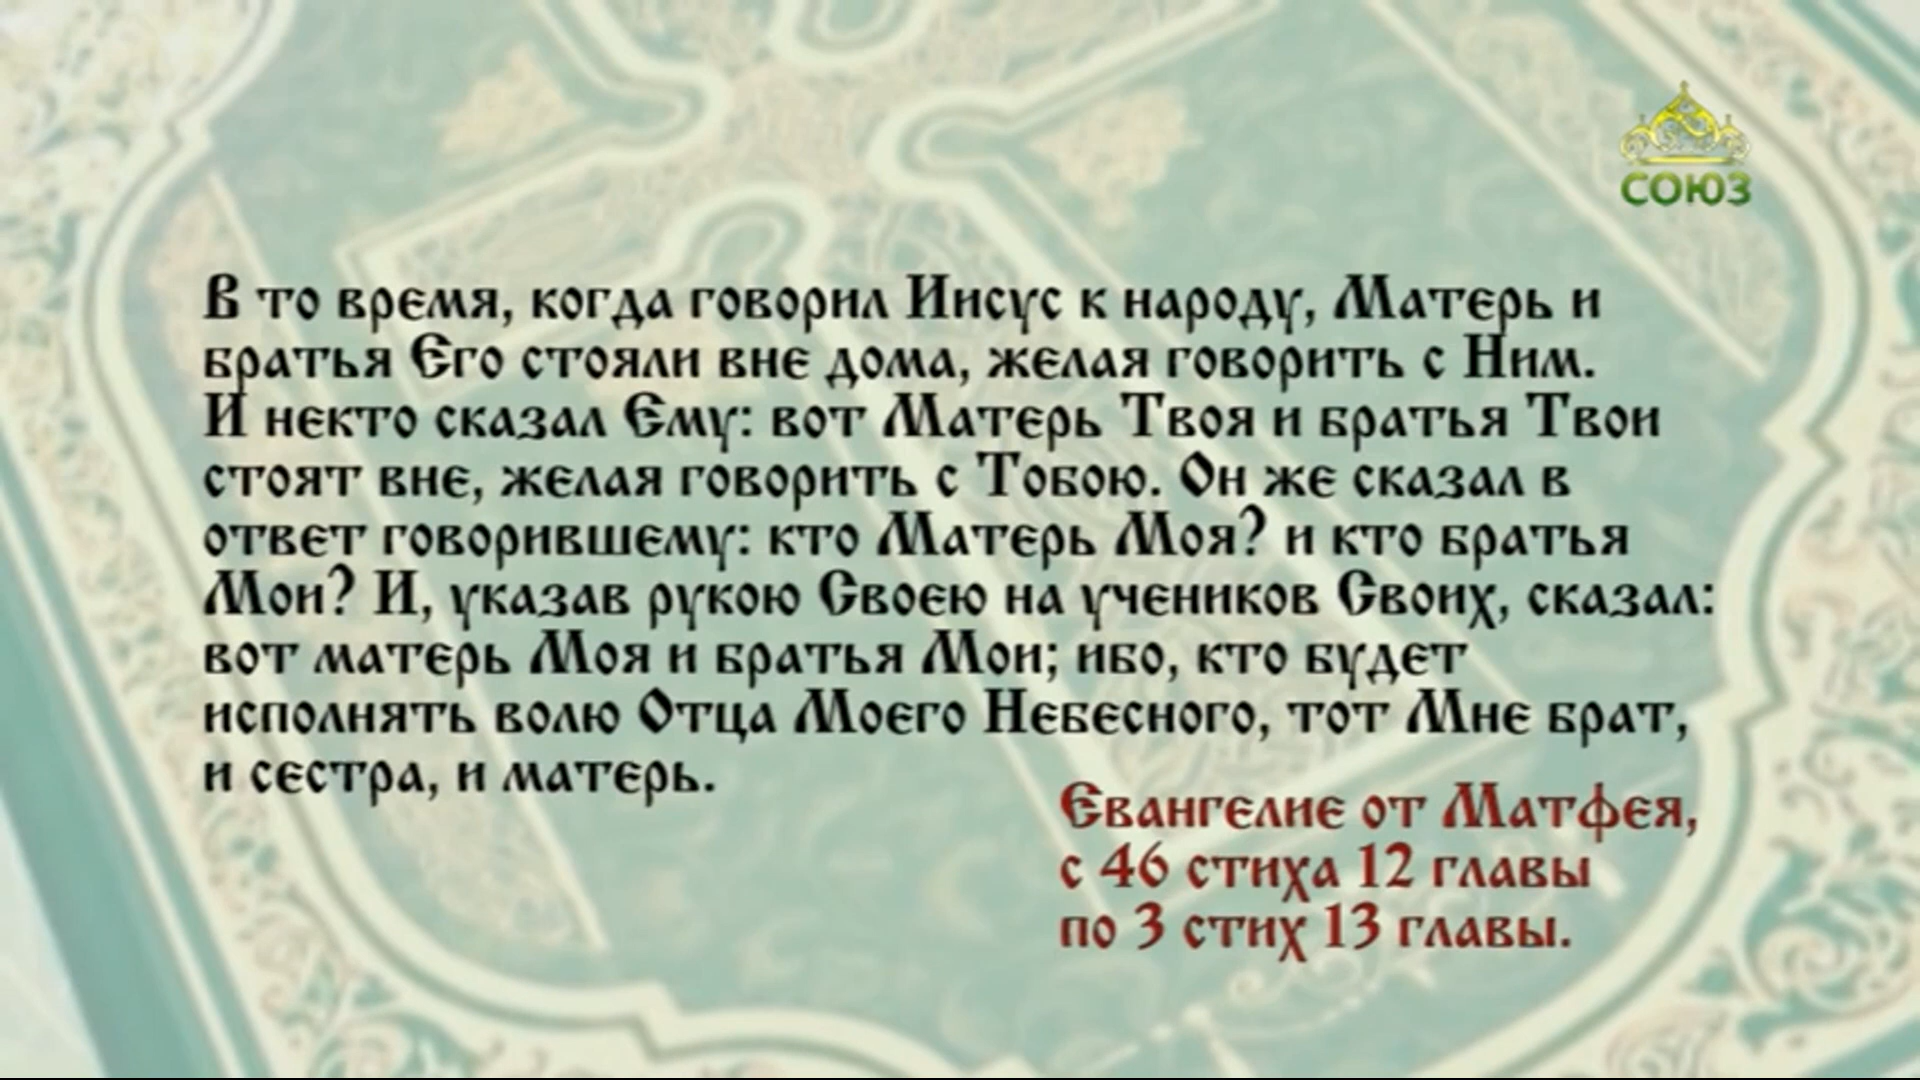 СОЮЗ
В то время, когда говорил Иисус к народу, Матерь и
братья Его стояли вне дома, желая говорить с Ним.
И некто сказал Ему: вот Матерь Твоя и братья Твои
стоят вне, желая говорить с Тобою. Он же сказал в
ответ говорившему: кто Матерь Моя? и кто братья
Мои? И, указав рукою Своею на учеников Своих, сказал:
вот матерь Моя и братья Мои; ибо, кто будет
исполнять волю Отца Моего Небесного, тот Мне брат,
и сестра, и матерь.
Евангелие от Матфея,
с 46 стиха 12 главы
по 3 стих 13 главы.